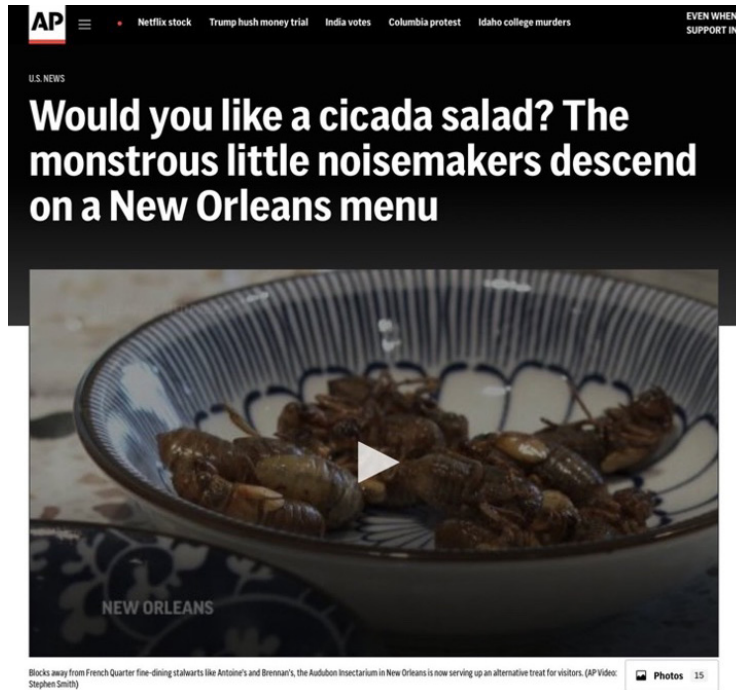 AP
Netflix stock Trump hush money trial India votes Columbia protest Idaho college murders
EVEN WHEN
SUPPORT IN
U.S. NEWS
Would you like a cicada salad? The
monstrous little noisemakers descend
on a New Orleans menu
NEW ORLEANS
Blocks away from French Quarter fine-dining stalwarts like Antoine's and Brennan's, the Audubon Insectarium in New Orleans is now serving up an alternative treat for visitors. (AP Video:
Stephen Smith)
Photos 15